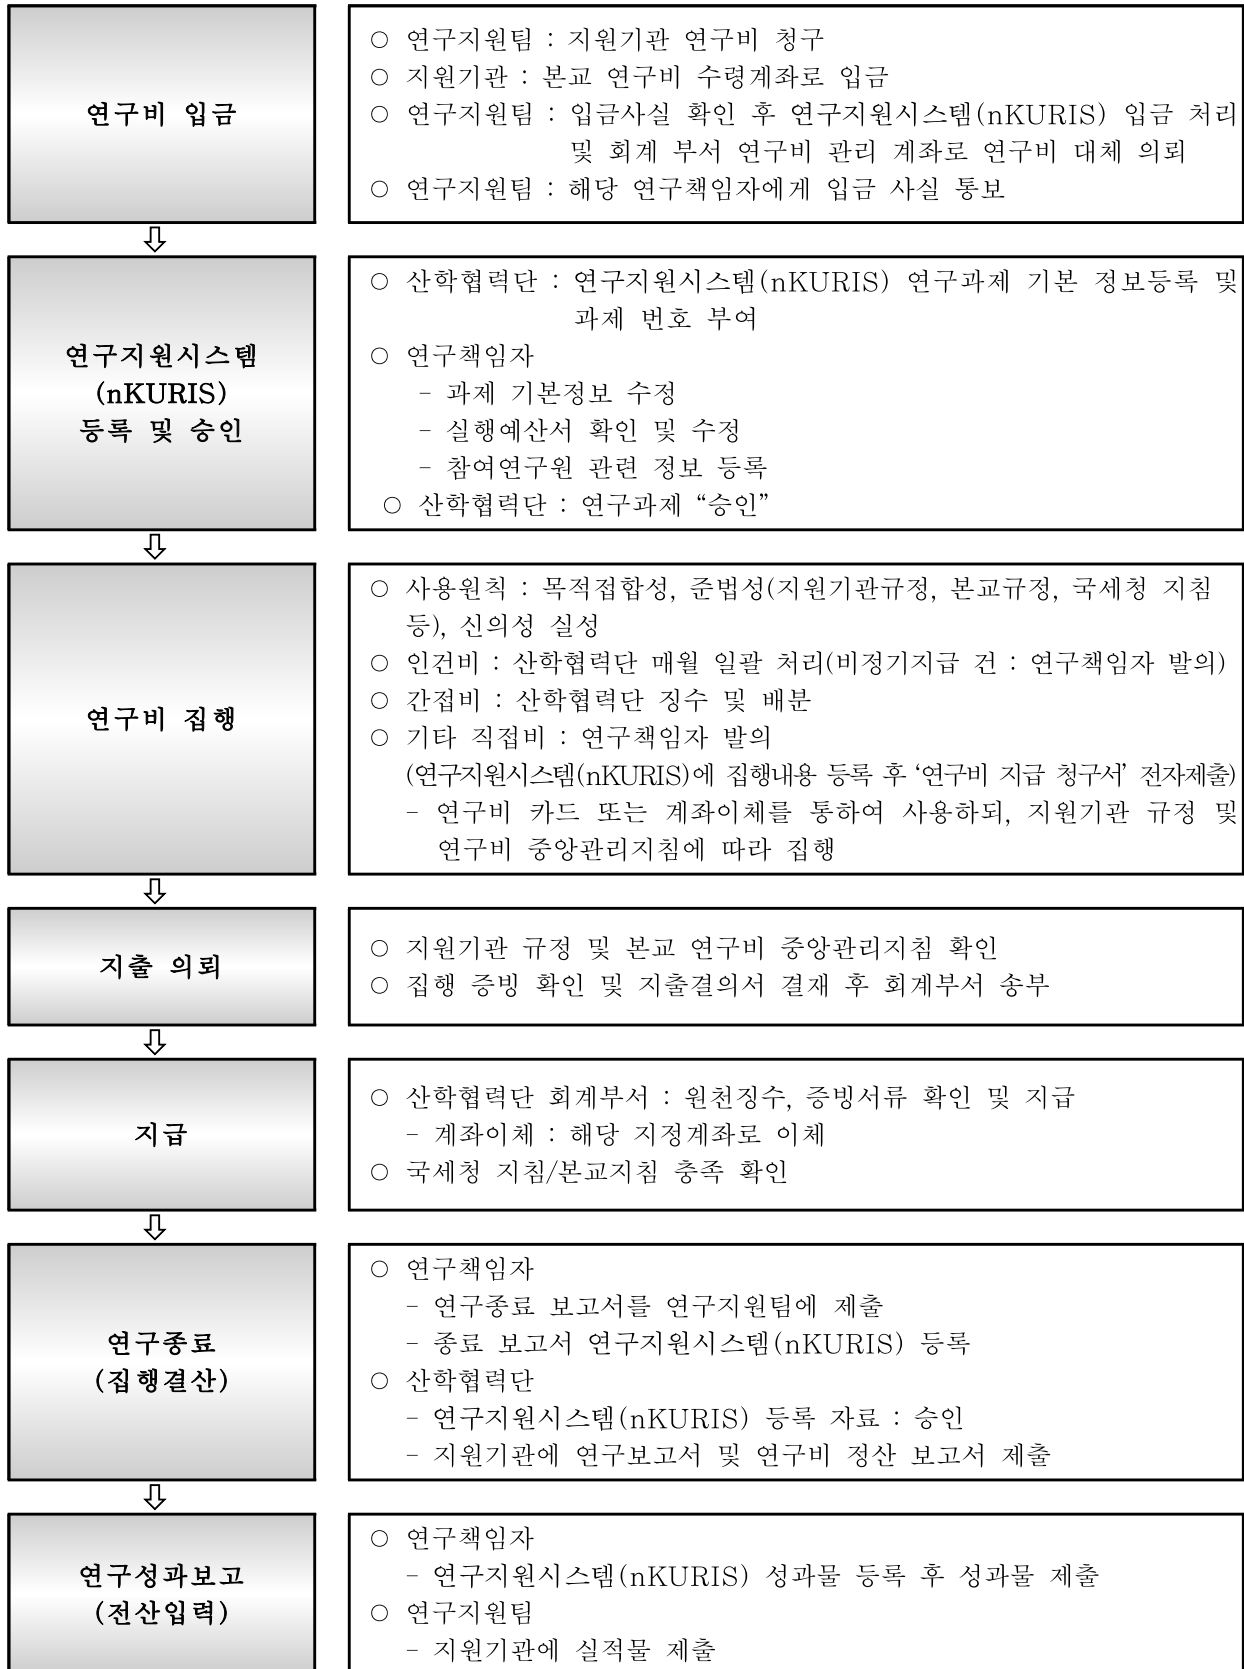 연구비 입금
○ 연구지원팀 : 지원기관 연구비 청구
○ 지원기관 : 본교 연구비 수령계좌로 입금
○ 연구지원팀 : 입금사실 확인 후 연구지원시스템(nKURIS) 입금 처리
및 회계 부서 연구비 관리 계좌로 연구비 대체 의뢰
○ 연구지원팀 : 해당 연구책임자에게 입금 사실 통보
⇩
연구지원시스템
(nKURIS)
등록 및 승인
○ 산학협력단 : 연구지원시스템(nKURIS) 연구과제 기본 정보등록 및
과제 번호 부여
○ 연구책임자
- 과제 기본정보 수정
- 실행예산서 확인 및 수정
- 참여연구원 관련 정보 등록
○ 산학협력단 : 연구과제 “승인”
⇩
연구비 집행
○ 사용원칙 : 목적접합성, 준법성(지원기관규정, 본교규정, 국세청 지침
등), 신의성 실성
○ 인건비 : 산학협력단 매월 일괄 처리(비정기지급 건 : 연구책임자 발의)
○ 간접비 : 산학협력단 징수 및 배분
○ 기타 직접비 : 연구책임자 발의
(연구지원시스템(nKURIS)에 집행내용 등록 후 ‘연구비 지급 청구서’ 전자제출)
- 연구비 카드 또는 계좌이체를 통하여 사용하되, 지원기관 규정 및
연구비 중앙관리지침에 따라 집행
⇩
지출 의뢰
○ 지원기관 규정 및 본교 연구비 중앙관리지침 확인
○ 집행 증빙 확인 및 지출결의서 결재 후 회계부서 송부
⇩
지급
○ 산학협력단 회계부서 : 원천징수, 증빙서류 확인 및 지급
- 계좌이체 : 해당 지정계좌로 이체
○ 국세청 지침/본교지침 충족 확인
⇩
연구종료
(집행결산)
○ 연구책임자
- 연구종료 보고서를 연구지원팀에 제출
- 종료 보고서 연구지원시스템(nKURIS) 등록
○ 산학협력단
- 연구지원시스템(nKURIS) 등록 자료 : 승인
- 지원기관에 연구보고서 및 연구비 정산 보고서 제출
⇩
연구성과보고
(전산입력)
○ 연구책임자
- 연구지원시스템(nKURIS) 성과물 등록 후 성과물 제출
○ 연구지원팀
- 지원기관에 실적물 제출